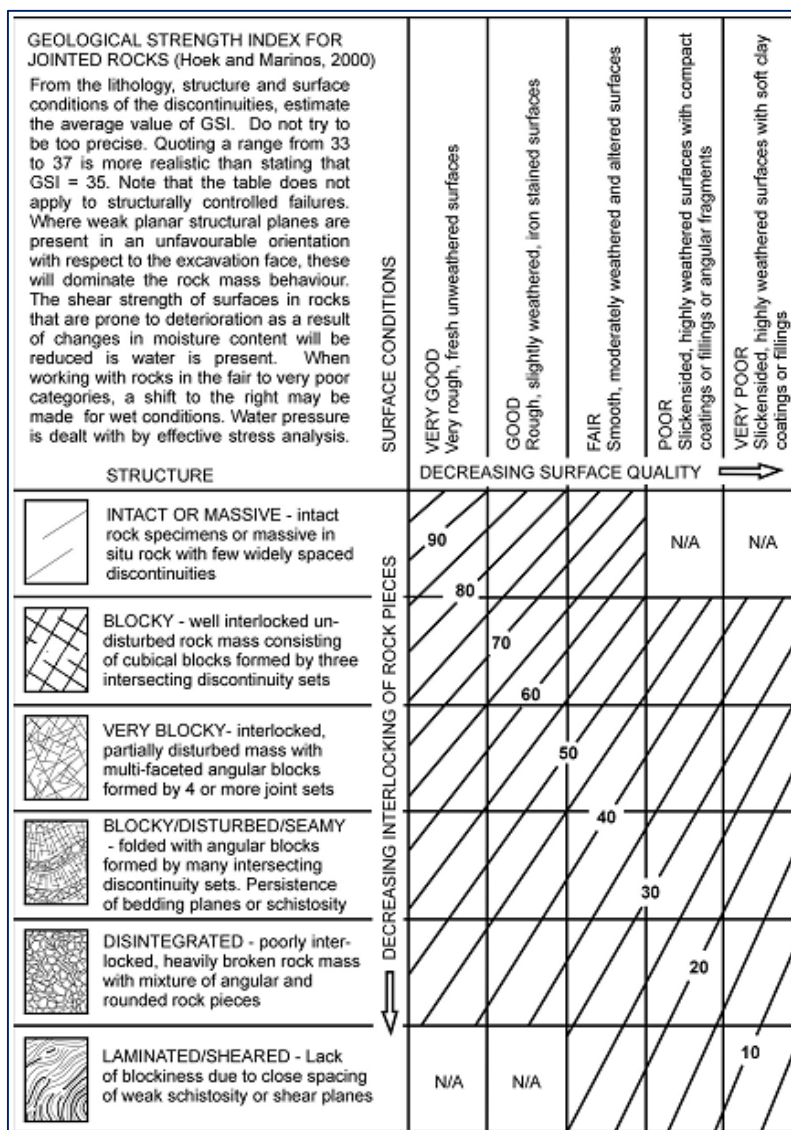 GEOLOGICAL STRENGTH INDEX FOR
JOINTED ROCKS (Hoek and Marinos, 2000)
From the lithology, structure and surface
conditions of the discontinuities, estimate
the average value of GSI. Do not try to
be too precise. Quoting a range from 33
to 37 is more realistic than stating that
GSI = 35. Note that the table does not
apply to structurally controlled failures.
Where weak planar structural planes are
present in an unfavourable orientation
with respect to the excavation face, these
will dominate the rock mass behaviour.
The shear strength of surfaces in rocks
that are prone to deterioration as a result
of changes in moisture content will be
reduced is water is present. When
working with rocks in the fair to very poor
categories, a shift to the right may be
made for wet conditions. Water pressure
is dealt with by effective stress analysis.
STRUCTURE
SURFACE CONDITIONS
VERY GOOD
Very rough, fresh unweathered surfaces
GOOD
Rough, slightly weathered, iron stained surfaces
FAIR
Smooth, moderately weathered and altered surfaces
POOR
Slickensided, highly weathered surfaces with compact
coatings or fillings or angular fragments
VERY POOR
Slickensided, highly weathered surfaces with soft clay
coatings or fillings
DECREASING SURFACE QUALITY
DECREASING INTERLOCKING OF ROCK PIECES
INTACT OR MASSIVE - intact
rock specimens or massive in
situ rock with few widely spaced
discontinuities
90
N/A
N/A
80
BLOCKY - well interlocked un-
disturbed rock mass consisting
of cubical blocks formed by three
intersecting discontinuity sets
70
60
VERY BLOCKY- interlocked,
partially disturbed mass with
multi-faceted angular blocks
formed by 4 or more joint sets
50
40
BLOCKY/DISTURBED/SEAMY
- folded with angular blocks
formed by many intersecting
discontinuity sets. Persistence
of bedding planes or schistosity
30
DISINTEGRATED - poorly inter-
locked, heavily broken rock mass
with mixture of angular and
rounded rock pieces
20
LAMINATED/SHEARED - Lack
of blockiness due to close spacing
of weak schistosity or shear planes
N/A
N/A
10